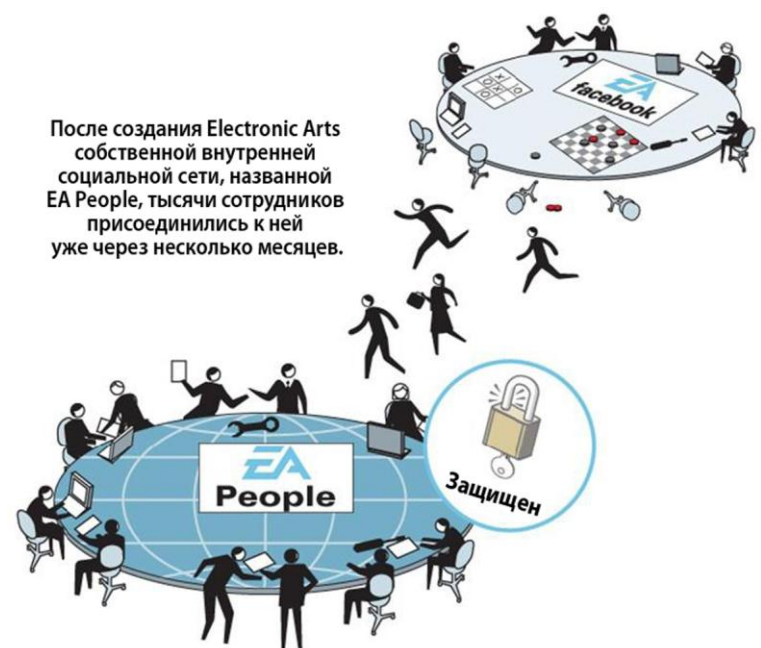 После создания Electronic Arts
собственной внутренней
социальной сети, названной
EA People, тысячи сотрудников
присоединились к ней
уже через несколько месяцев.
EA
facebook
EA
People
Защищен